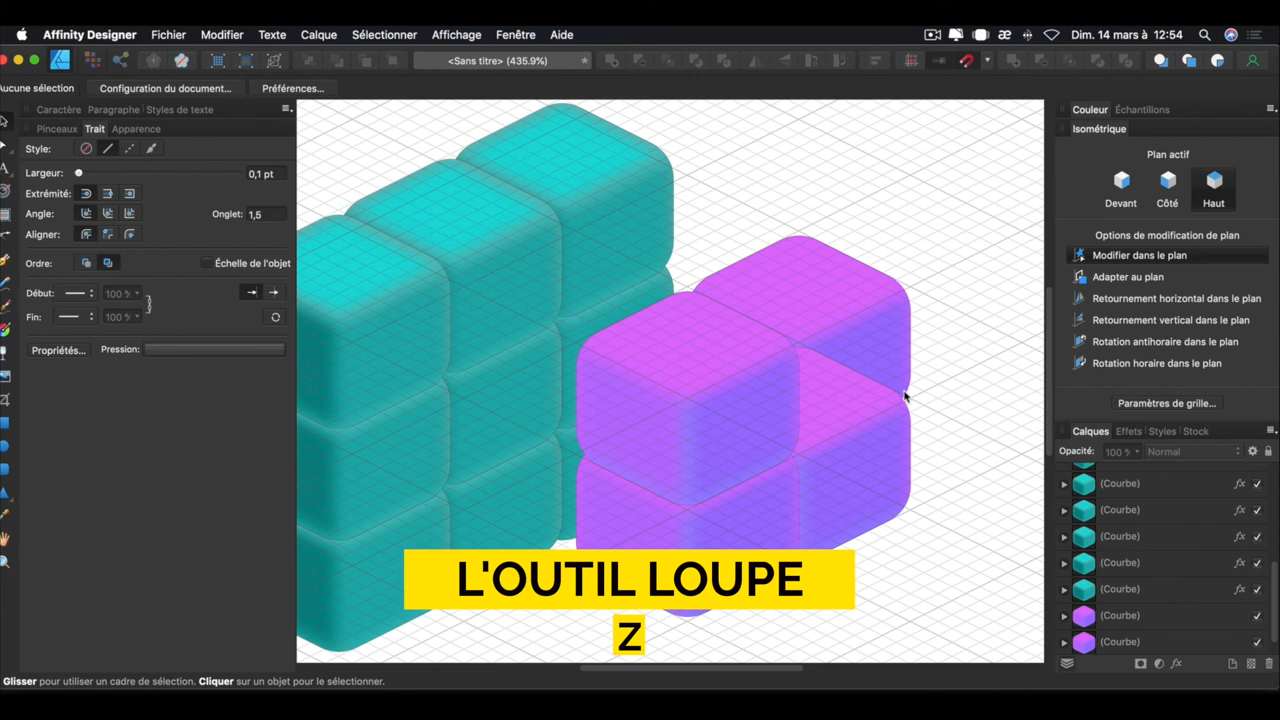 Affinity Designer Fichier Modifier Texte Calque Sélectionner Affichage Fenêtre Aide
Dim. 14 mars à 12:54
<Sans titre> (435.9%)
Aucune sélection
Configuration du document...
Préférences...
Caractère Paragraphe Styles de texte
Pinceaux Trait Apparence
Style:
Largeur: 0,1 pt
Extrémité:
Angle: Onglet: 1,5
Aligner:
Ordre: Échelle de l'objet
Début: 100 %
Fin: 100 %
Propriétés... Pression:
Couleur Échantillons
Isométrique
Plan actif
Devant Côté Haut
Options de modification de plan
Modifier dans le plan
Adapter au plan
Retournement horizontal dans le plan
Retournement vertical dans le plan
Rotation antihoraire dans le plan
Rotation horaire dans le plan
Paramètres de grille...
Calques Effets Styles Stock
Opacité: 100 % Normal
(Courbe) fx
(Courbe) fx
(Courbe) fx
(Courbe) fx
(Courbe) fx
(Courbe)
(Courbe)
fx
L'OUTIL LOUPE
Z
Glisser pour utiliser un cadre de sélection. Cliquer sur un objet pour le sélectionner.